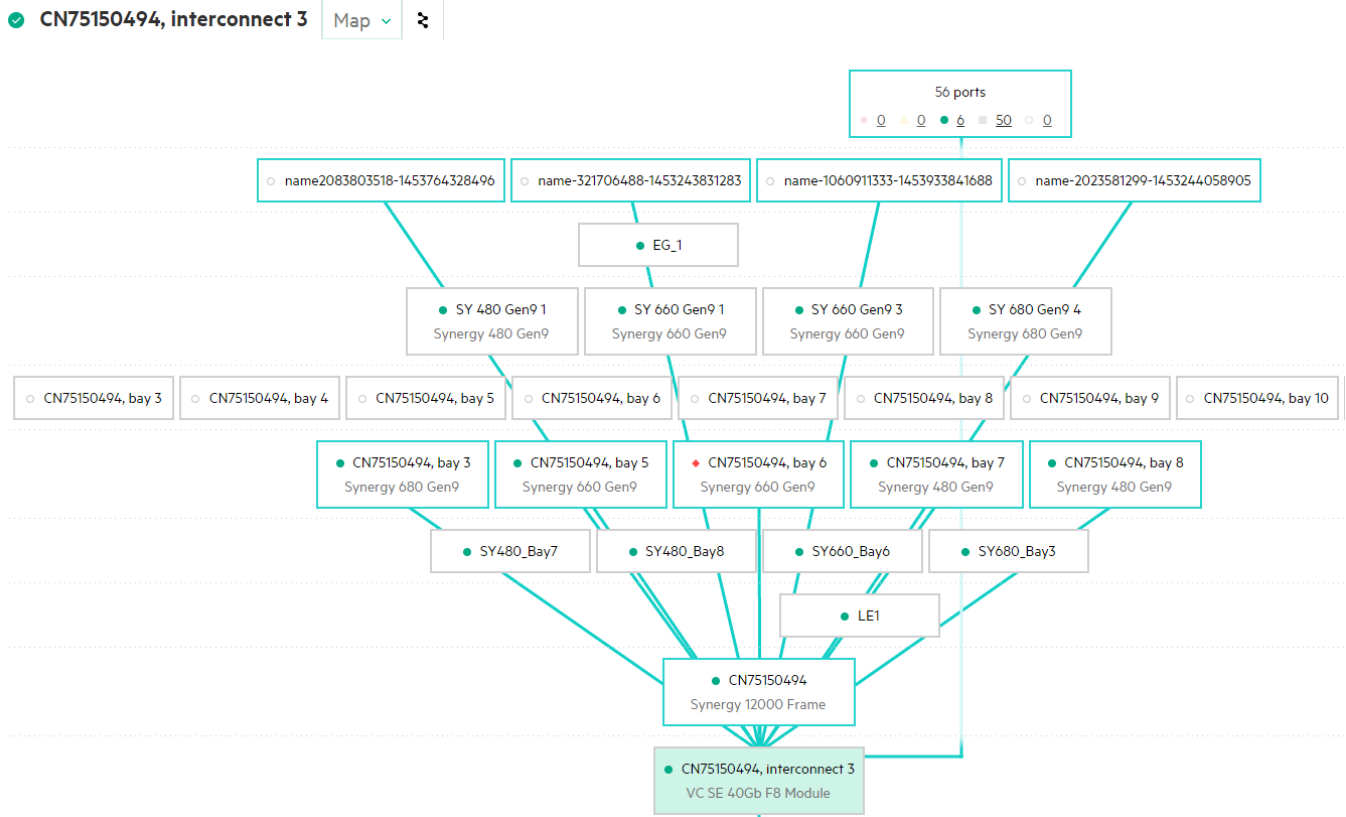 CN75150494, interconnect 3 Map
56 ports
0 0 6 50 0
name2083803518-1453764328496 name-321706488-1453243831283 name-1060911333-1453933841688 name-2023581299-1453244058905
EG_1
SY 480 Gen9 1 SY 660 Gen9 1 SY 660 Gen9 3 SY 680 Gen9 4
Synergy 480 Gen9 Synergy 660 Gen9 Synergy 660 Gen9 Synergy 680 Gen9
CN75150494, bay 3 CN75150494, bay 4 CN75150494, bay 5 CN75150494, bay 6 CN75150494, bay 7 CN75150494, bay 8 CN75150494, bay 9 CN75150494, bay 10
CN75150494, bay 3 CN75150494, bay 5 CN75150494, bay 6 CN75150494, bay 7 CN75150494, bay 8
Synergy 680 Gen9 Synergy 660 Gen9 Synergy 660 Gen9 Synergy 480 Gen9 Synergy 480 Gen9
SY480_Bay7 SY480_Bay8 SY660_Bay6 SY680_Bay3
LE1
CN75150494
Synergy 12000 Frame
CN75150494, interconnect 3
VC SE 40Gb F8 Module